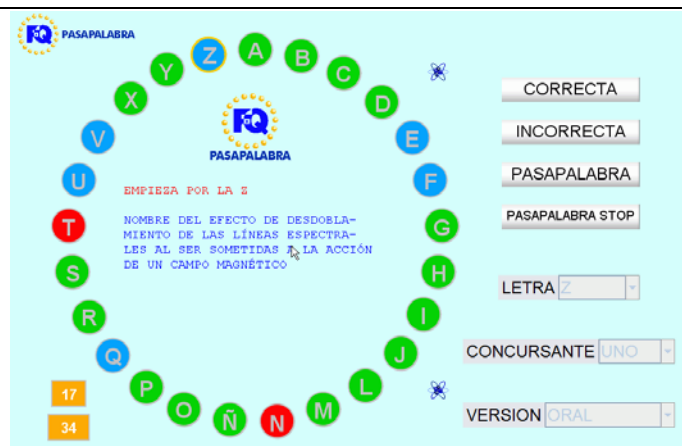 FQ PASAPALABRA
A
B
C
D
E
F
G
H
I
J
L
M
N
Ñ
O
P
Q
R
S
T
U
V
X
Y
Z
FQ
PASAPALABRA
EMPIEZA POR LA Z
NOMBRE DEL EFECTO DE DESDOBLA-
MIENTO DE LAS LÍNEAS ESPECTRA-
LES AL SER SOMETIDAS A LA ACCIÓN
DE UN CAMPO MAGNÉTICO
17
34
CORRECTA
INCORRECTA
PASAPALABRA
PASAPALABRA STOP
LETRA Z
CONCURSANTE UNO
VERSION ORAL